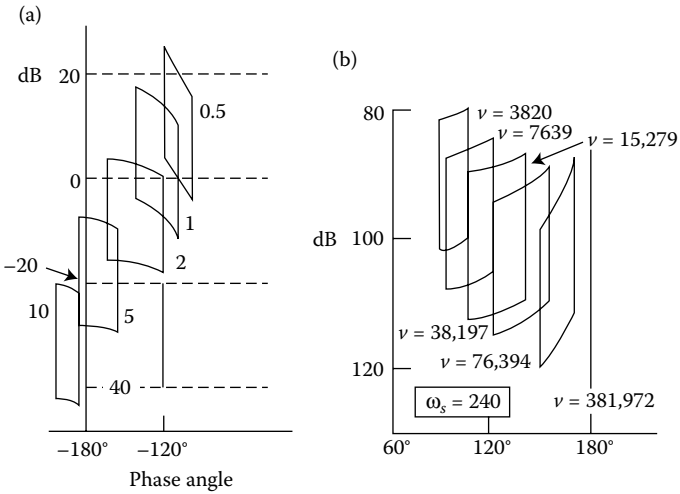 (a)
dB
20
0.5
0
1
2
−20
10
5
40
−180°
−120°
Phase angle
(b)
80
ν = 3820
ν = 7639
ν = 15,279
dB
100
ν = 38,197
ν = 76,394
120
ωs = 240
ν = 381,972
60°
120°
180°